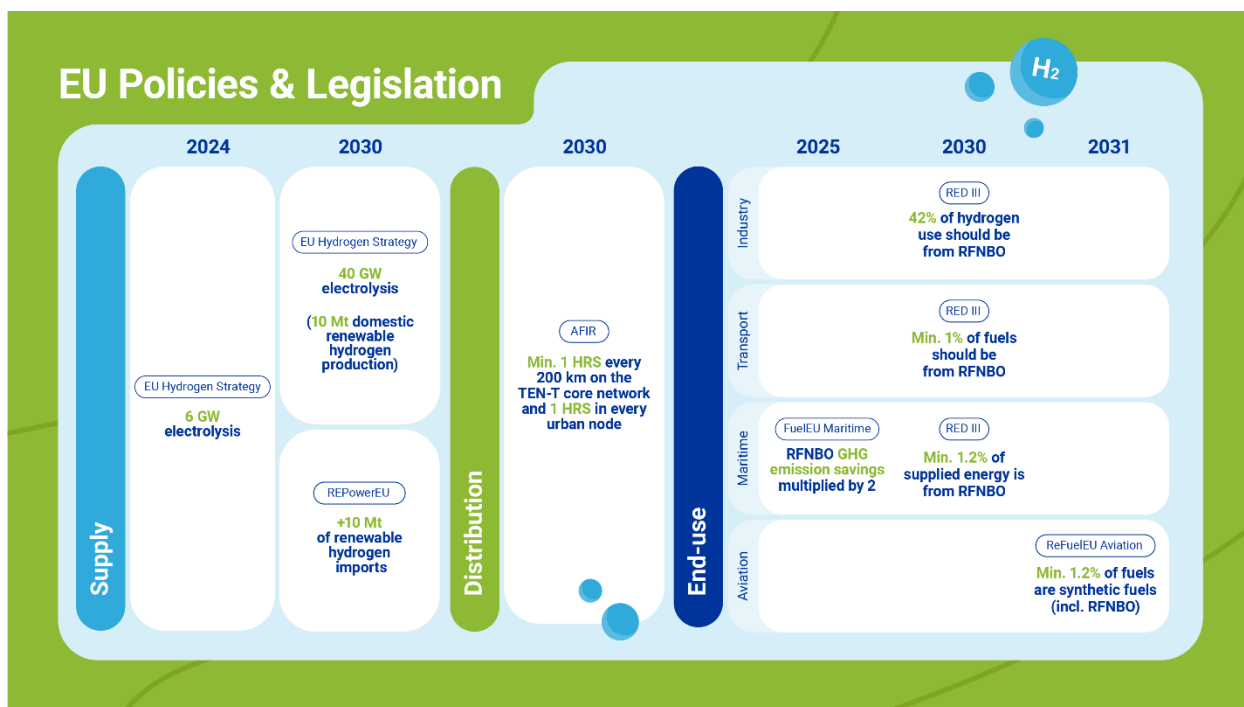 EU Policies & Legislation
H₂
2024
2030
2030
2025
2030
2031
Supply
EU Hydrogen Strategy
6 GW
electrolysis
EU Hydrogen Strategy
40 GW
electrolysis
(10 Mt domestic
renewable
hydrogen
production)
REPowerEU
+10 Mt
of renewable
hydrogen
imports
Distribution
AFIR
Min. 1 HRS every
200 km on the
TEN-T core network
and 1 HRS in every
urban node
End-use
Industry
RED III
42% of hydrogen
use should be
from RFNBO
Transport
RED III
Min. 1% of fuels
should be
from RFNBO
Maritime
FuelEU Maritime
RFNBO GHG
emission savings
multiplied by 2
RED III
Min. 1.2% of
supplied energy is
from RFNBO
Aviation
ReFuelEU Aviation
Min. 1.2% of fuels
are synthetic fuels
(incl. RFNBO)